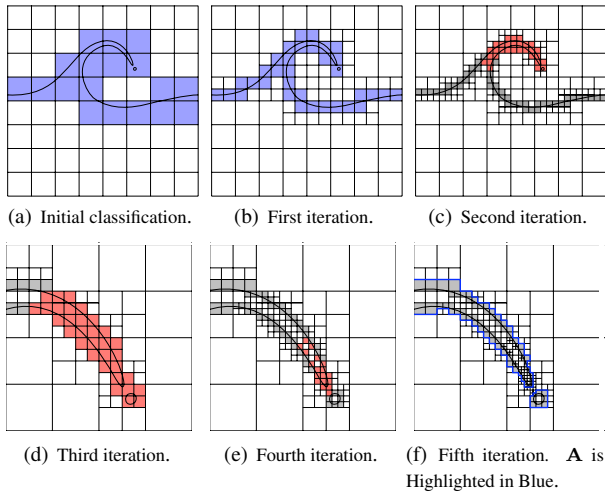 (a) Initial classification.
(b) First iteration.
(c) Second iteration.
(d) Third iteration.
(e) Fourth iteration.
(f) Fifth iteration. A is
Highlighted in Blue.